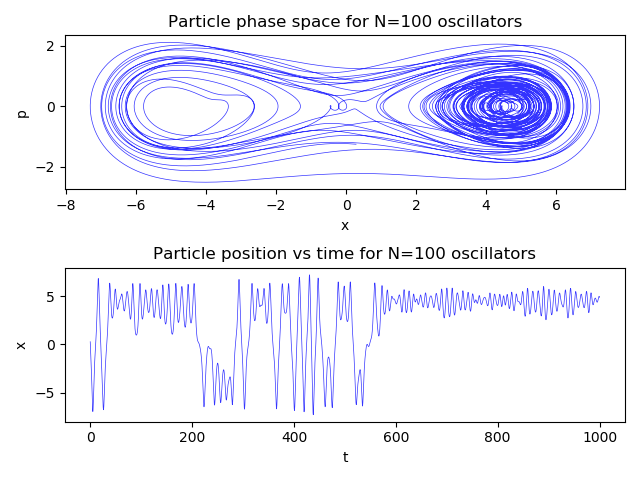 Particle phase space for N=100 oscillators
2
0
−2
p
−8 −6 −4 −2 0 2 4 6
x
Particle position vs time for N=100 oscillators
5
0
−5
x
0 200 400 600 800 1000
t